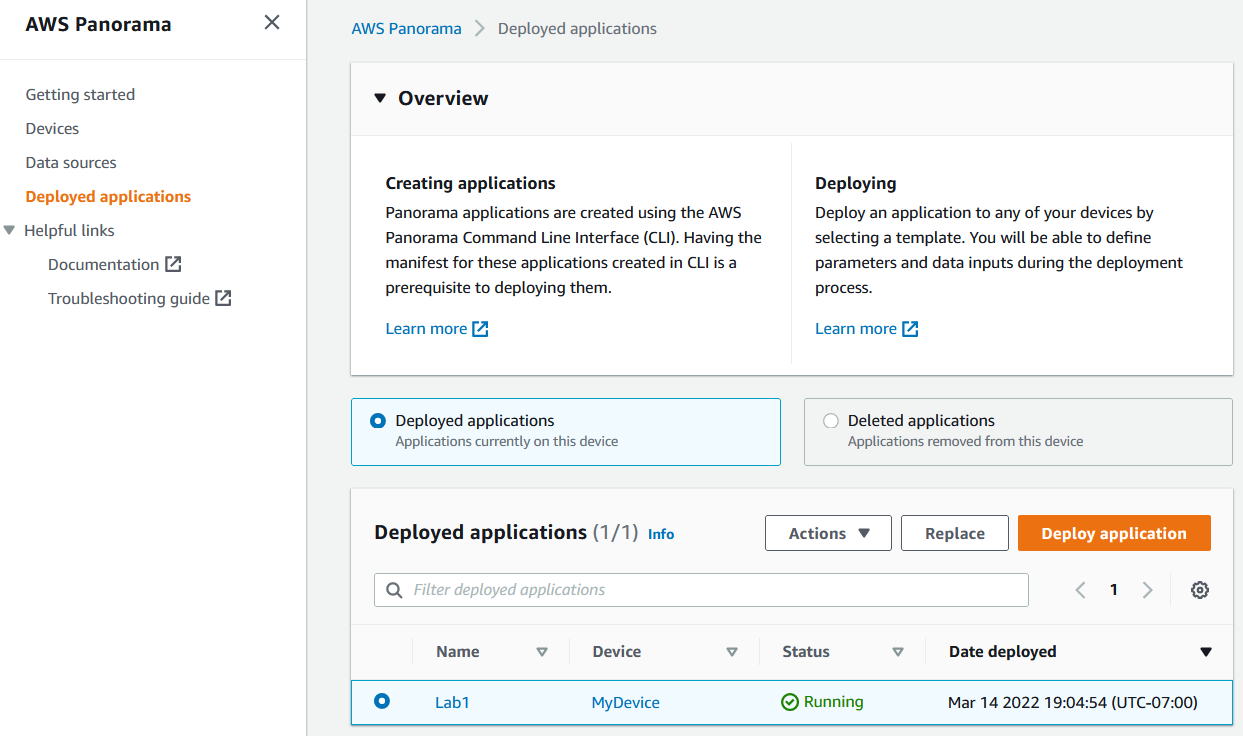 AWS Panorama
Getting started
Devices
Data sources
Deployed applications
Helpful links
Documentation
Troubleshooting guide
AWS Panorama > Deployed applications
Overview
Creating applications
Panorama applications are created using the AWS
Panorama Command Line Interface (CLI). Having the
manifest for these applications created in CLI is a
prerequisite to deploying them.
Learn more
Deploying
Deploy an application to any of your devices by
selecting a template. You will be able to define
parameters and data inputs during the deployment
process.
Learn more
Deployed applications
Applications currently on this device
Deleted applications
Applications removed from this device
Deployed applications (1/1) Info
Actions Replace Deploy application
Filter deployed applications
1
Name Device Status Date deployed
Lab1 MyDevice Running Mar 14 2022 19:04:54 (UTC-07:00)